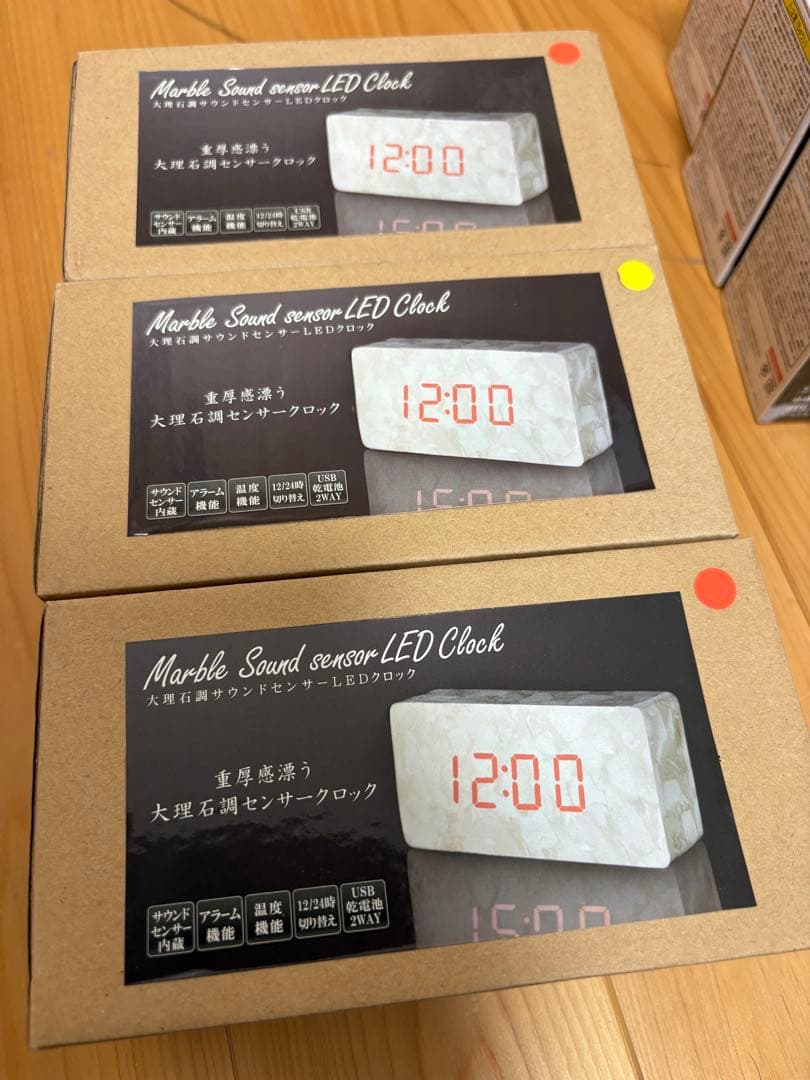 Marble Sound sensor LED Clock
大理石調サウンドセンサーLEDクロック
重厚感漂う
大理石調センサークロック
12:00
サウンド
センサー
内蔵
アラーム
機能
温度
機能
12/24時
切り替え
USB
乾電池
2WAY
Marble Sound sensor LED Clock
大理石調サウンドセンサーLEDクロック
重厚感漂う
大理石調センサークロック
12:00
サウンド
センサー
内蔵
アラーム
機能
温度
機能
12/24時
切り替え
USB
乾電池
2WAY
Marble Sound sensor LED Clock
大理石調サウンドセンサーLEDクロック
重厚感漂う
大理石調センサークロック
12:00
サウンド
センサー
内蔵
アラーム
機能
温度
機能
12/24時
切り替え
USB
乾電池
2WAY